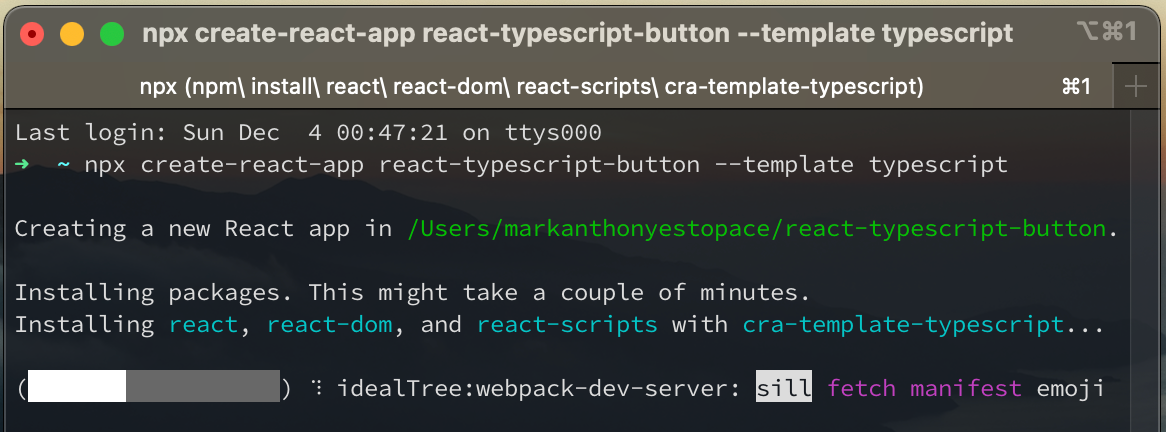 npx create-react-app react-typescript-button --template typescript ⌥⌘1
npx (npm\ install\ react\ react-dom\ react-scripts\ cra-template-typescript) ⌘1 +
Last login: Sun Dec  4 00:47:21 on ttys000
➜  ~ npx create-react-app react-typescript-button --template typescript
Creating a new React app in /Users/markanthonyestopace/react-typescript-button.
Installing packages. This might take a couple of minutes.
Installing react, react-dom, and react-scripts with cra-template-typescript...
( ) ⠹ idealTree:webpack-dev-server: sill fetch manifest emoji